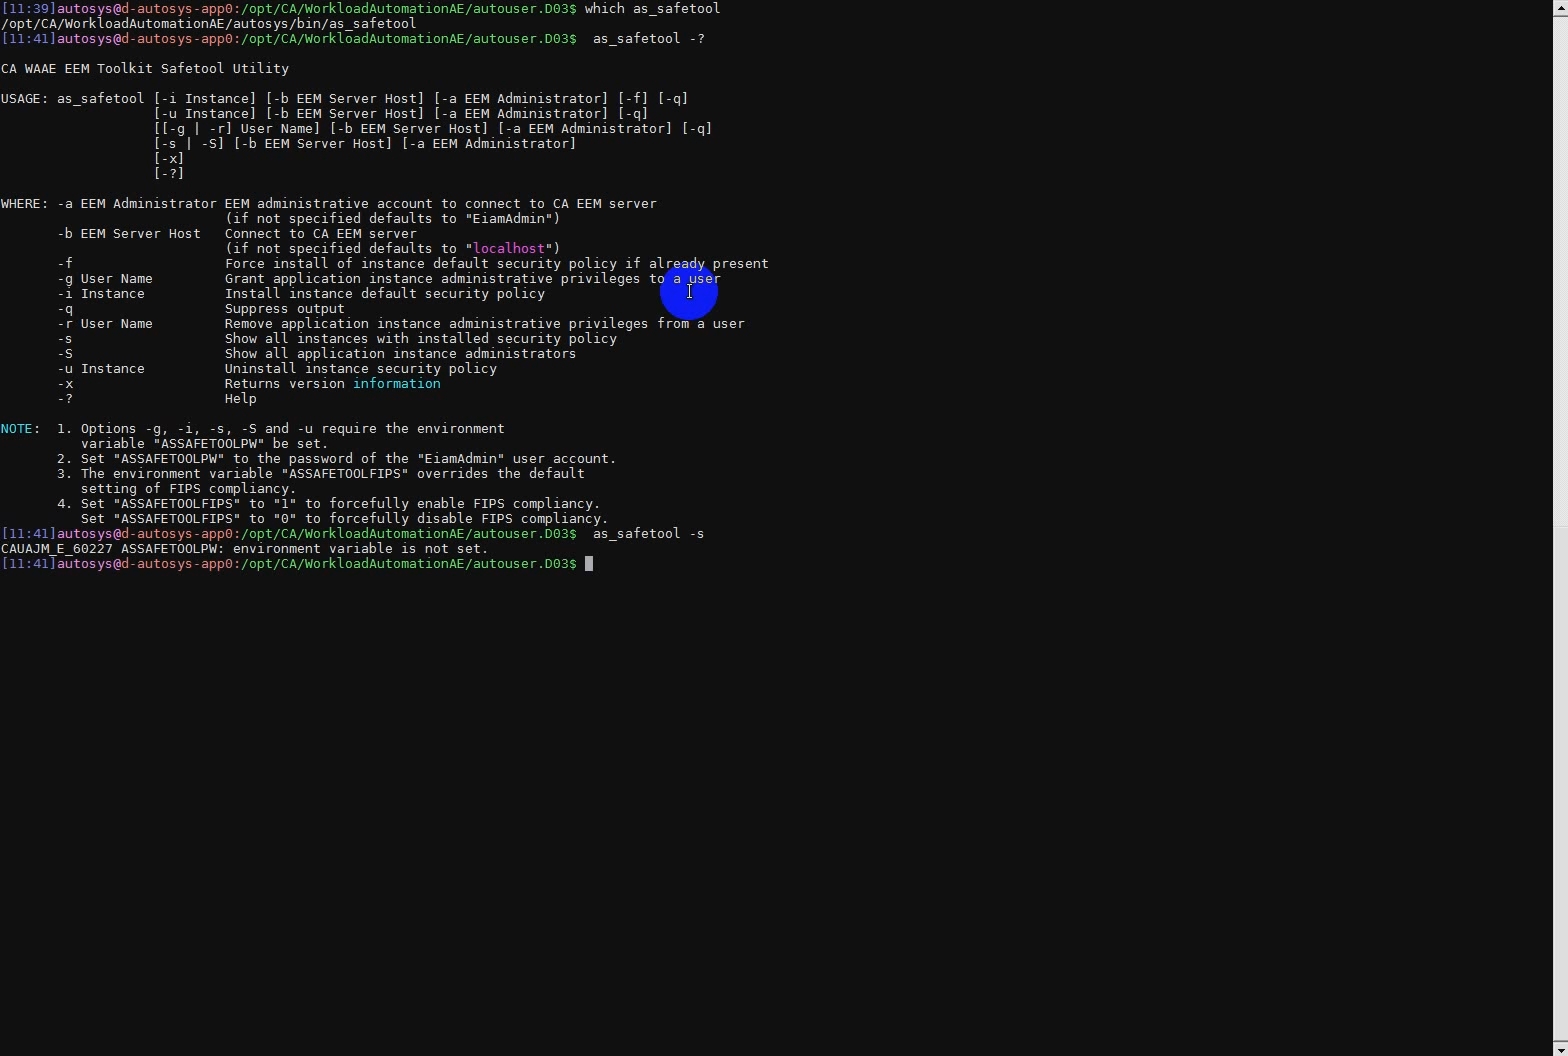 [11:39]autosys@d-autosys-app0:/opt/CA/WorkloadAutomationAE/autouser.D03$ which as_safetool
/opt/CA/WorkloadAutomationAE/autosys/bin/as_safetool
[11:41]autosys@d-autosys-app0:/opt/CA/WorkloadAutomationAE/autouser.D03$  as_safetool -?

CA WAAE EEM Toolkit Safetool Utility

USAGE: as_safetool [-i Instance] [-b EEM Server Host] [-a EEM Administrator] [-f] [-q]
                   [-u Instance] [-b EEM Server Host] [-a EEM Administrator] [-q]
                   [[-g | -r] User Name] [-b EEM Server Host] [-a EEM Administrator] [-q]
                   [-s | -S] [-b EEM Server Host] [-a EEM Administrator]
                   [-x]
                   [-?]

WHERE: -a EEM Administrator EEM administrative account to connect to CA EEM server
                            (if not specified defaults to "EiamAdmin")
       -b EEM Server Host   Connect to CA EEM server
                            (if not specified defaults to "localhost")
       -f                   Force install of instance default security policy if already present
       -g User Name         Grant application instance administrative privileges to a user
       -i Instance          Install instance default security policy
       -q                   Suppress output
       -r User Name         Remove application instance administrative privileges from a user
       -s                   Show all instances with installed security policy
       -S                   Show all application instance administrators
       -u Instance          Uninstall instance security policy
       -x                   Returns version information
       -?                   Help

NOTE:  1. Options -g, -i, -s, -S and -u require the environment
          variable "ASSAFETOOLPW" be set.
       2. Set "ASSAFETOOLPW" to the password of the "EiamAdmin" user account.
       3. The environment variable "ASSAFETOOLFIPS" overrides the default
          setting of FIPS compliancy.
       4. Set "ASSAFETOOLFIPS" to "1" to forcefully enable FIPS compliancy.
          Set "ASSAFETOOLFIPS" to "0" to forcefully disable FIPS compliancy.
[11:41]autosys@d-autosys-app0:/opt/CA/WorkloadAutomationAE/autouser.D03$  as_safetool -s
CAUAJM_E_60227 ASSAFETOOLPW: environment variable is not set.
[11:41]autosys@d-autosys-app0:/opt/CA/WorkloadAutomationAE/autouser.D03$